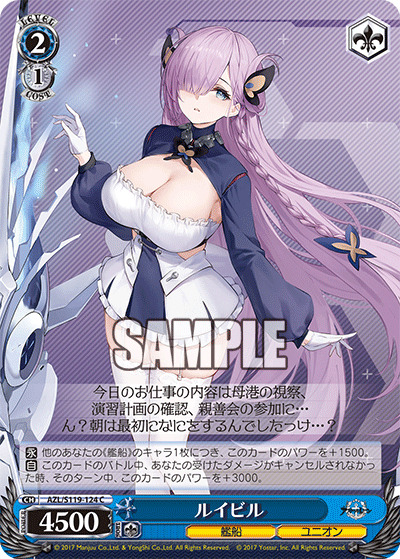 LEVEL
2
1
COST
SAMPLE
今日のお仕事の内容は母港の視察、
演習計画の確認、親善会の参加に…
ん?朝は最初になにをするんでしたっけ…?
永 他のあなたの《艦船》のキャラ1枚につき、このカードのパワーを+1500。
自 このカードのバトル中、あなたの受けたダメージがキャンセルされなかった
時、そのターン中、このカードのパワーを+3000。
CH AZL/S119-124 C
POWER
4500
ルイビル
艦船
ユニオン
© 2017 Manjuu Co.,Ltd. & YongShi Co.,Ltd. All Rights Reserved. © 2017 Yostar, Inc. All Rights Reserved.